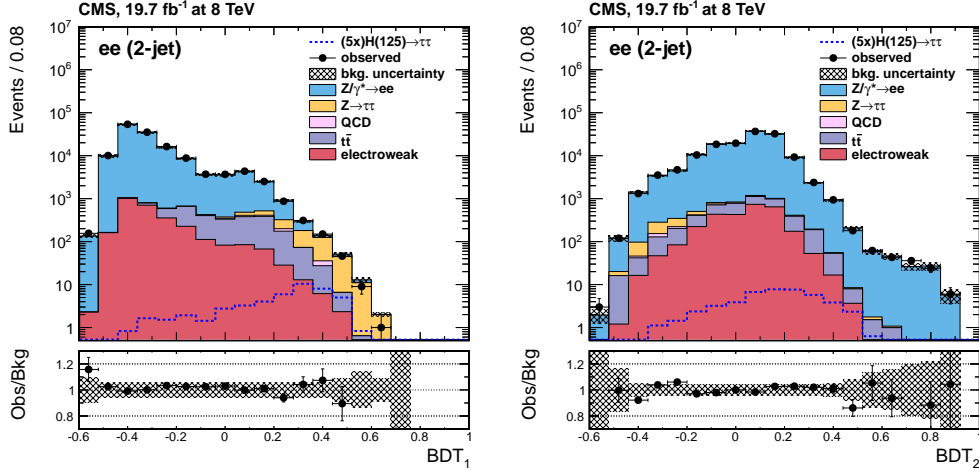 CMS, 19.7 fb⁻¹ at 8 TeV
Events / 0.08
10⁷
10⁶
10⁵
10⁴
10³
10²
10
1
ee (2-jet)
(5x)H(125)→ττ
observed
bkg. uncertainty
Z/γ*→ee
Z→ττ
QCD
tt̄
electroweak
Obs/Bkg
1.2
1
0.8
-0.6 -0.4 -0.2 0 0.2 0.4 0.6 0.8 1
BDT₁
CMS, 19.7 fb⁻¹ at 8 TeV
Events / 0.08
10⁷
10⁶
10⁵
10⁴
10³
10²
10
1
ee (2-jet)
(5x)H(125)→ττ
observed
bkg. uncertainty
Z/γ*→ee
Z→ττ
QCD
tt̄
electroweak
Obs/Bkg
1.2
1
0.8
-0.6 -0.4 -0.2 0 0.2 0.4 0.6 0.8 1
BDT₂